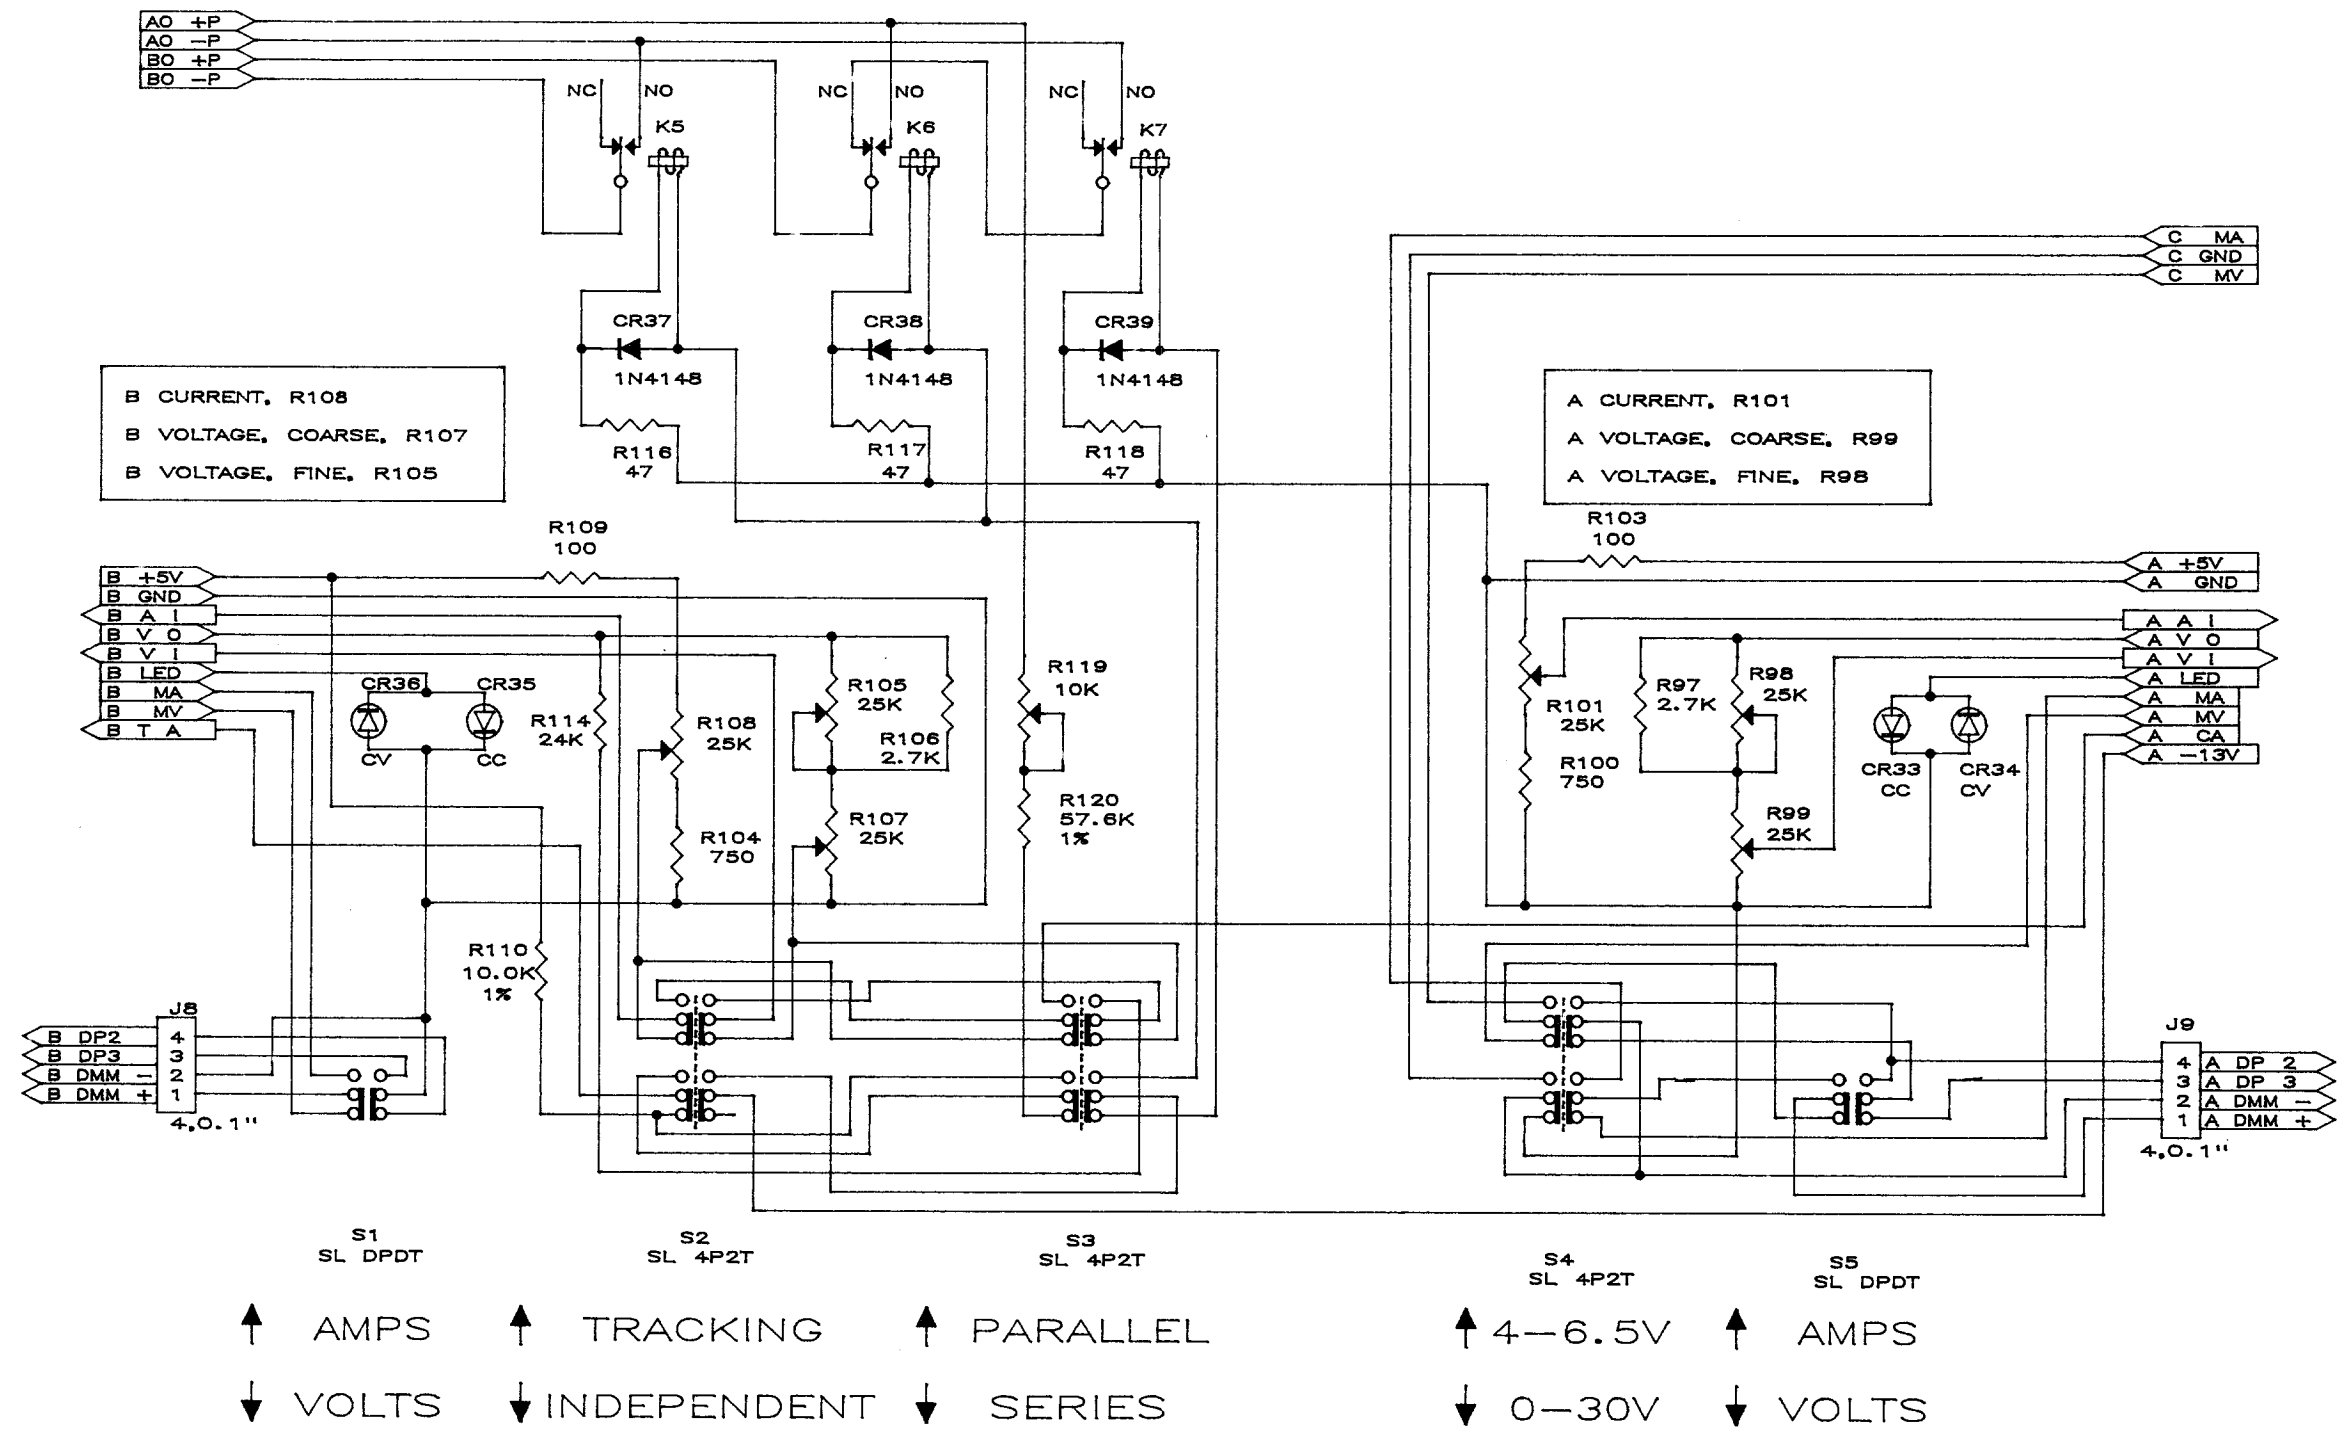 AO +P
AO -P
BO +P
BO -P
NC NO
K5
NC NO
K6
NC NO
K7
C MA
C GND
C MV
CR37
1N4148
CR38
1N4148
CR39
1N4148
R116
47
R117
47
R118
47
B CURRENT. R108
B VOLTAGE. COARSE. R107
B VOLTAGE. FINE. R105
A CURRENT. R101
A VOLTAGE. COARSE. R99
A VOLTAGE. FINE. R98
R109
100
R103
100
B +5V
B GND
B A I
B V O
B V I
B LED
B MA
B MV
B T A
A +5V
A GND
A A I
A V O
A V I
A LED
A MA
A MV
A CA
A -13V
CR36
CV
CR35
CC
R114
24K
R108
25K
R104
750
R105
25K
R106
2.7K
R107
25K
R119
10K
R120
57.6K
1%
R101
25K
R100
750
R97
2.7K
R98
25K
R99
25K
CR33
CC
CR34
CV
R110
10.0K
1%
J8
B DP2 4
B DP3 3
B DMM - 2
B DMM + 1
4.0.1"
J9
4 A DP 2
3 A DP 3
2 A DMM -
1 A DMM +
4.0.1"
S1
SL DPDT
S2
SL 4P2T
S3
SL 4P2T
S4
SL 4P2T
S5
SL DPDT
↑ AMPS ↑ TRACKING ↑ PARALLEL ↑ 4-6.5V ↑ AMPS
↓ VOLTS ↓ INDEPENDENT ↓ SERIES ↓ 0-30V ↓ VOLTS